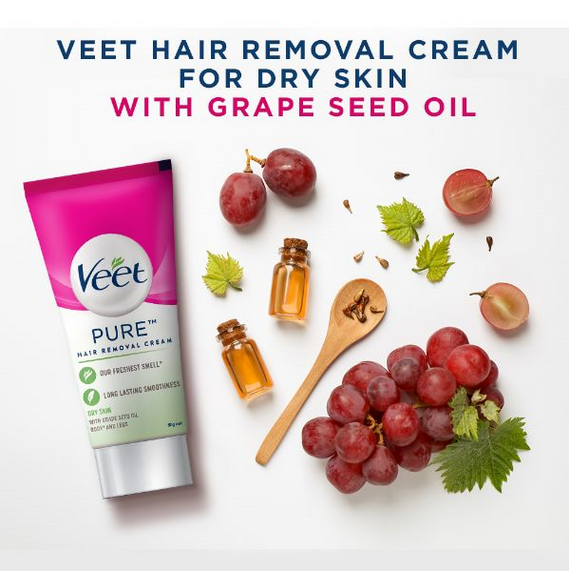 VEET HAIR REMOVAL CREAM
FOR DRY SKIN
WITH GRAPE SEED OIL
Veet
PURE™
HAIR REMOVAL CREAM
OUR FRESHEST SMELL*
LONG LASTING SMOOTHNESS
DRY SKIN
WITH GRAPE SEED OIL
BODY* AND LEGS